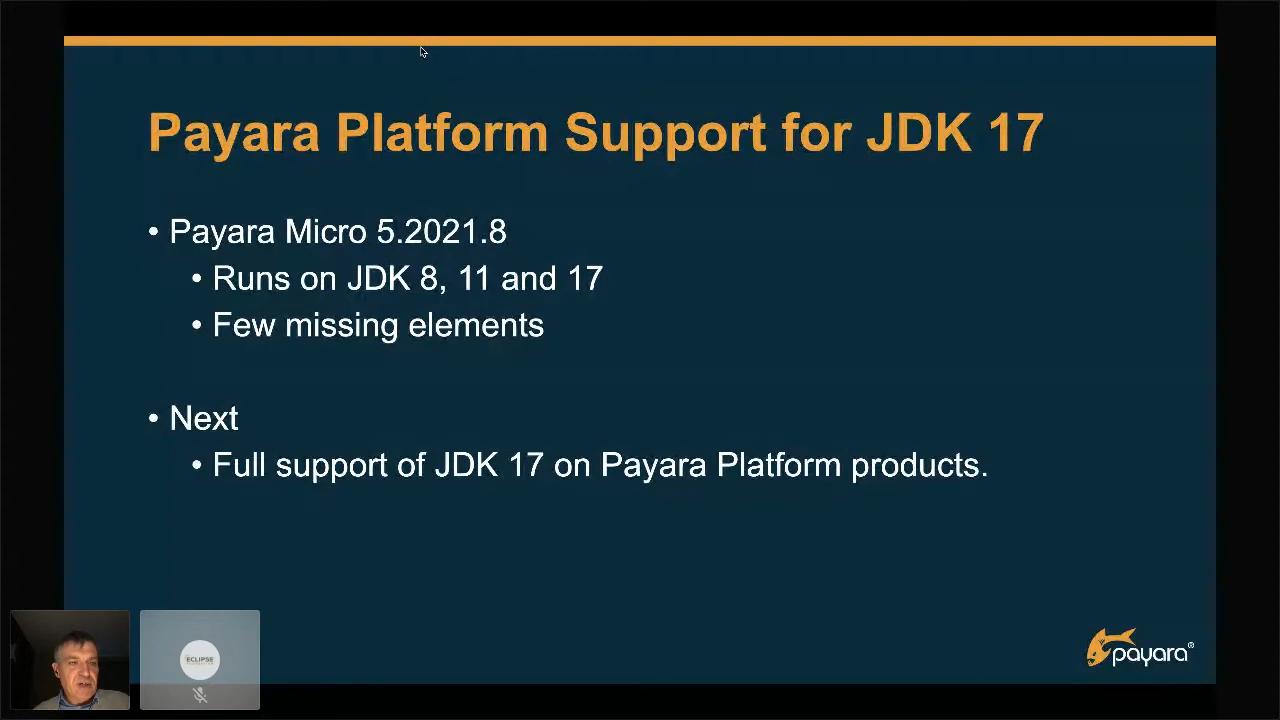 Payara Platform Support for JDK 17
• Payara Micro 5.2021.8
• Runs on JDK 8, 11 and 17
• Few missing elements
• Next
• Full support of JDK 17 on Payara Platform products.
ECLIPSE
payara®